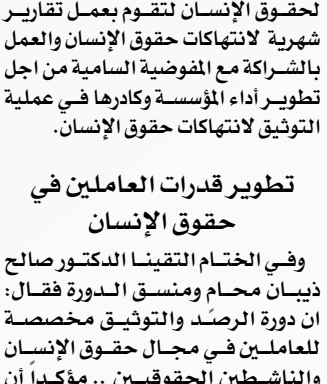 لحقوق الإنسان لتقوم بعمل تقارير
شهرية لانتهاكات حقوق الإنسان والعمل
بالشراكة مع المفوضية السامية من اجل
تطوير أداء المؤسسة وكادرها في عملية
التوثيق لانتهاكات حقوق الإنسان.
تطوير قدرات العاملين في
حقوق الإنسان
وفي الختام التقينا الدكتور صالح
ذيبان محام ومنسق الدورة فقال:
ان دورة الرصد والتوثيق مخصصة
للعاملين في مجال حقوق الإنسان
والناشطين الحقوقيين .. مؤكداً أن